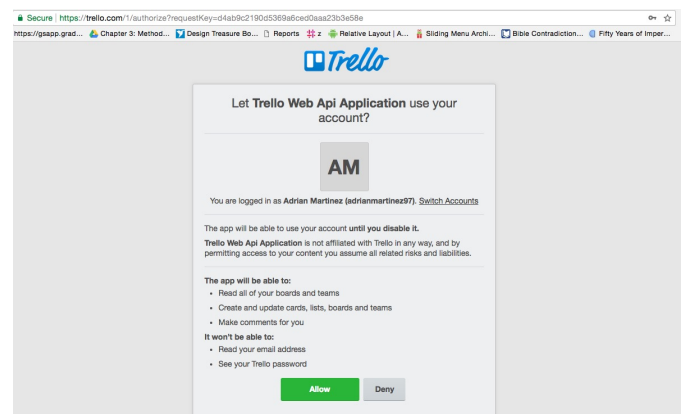 Secure | https://trello.com/1/authorize?requestKey=d4ab9c2190d5369a6ced0aaa23b3e58e
https://gsapp.grad... Chapter 3: Method... Design Treasure Bo... Reports z Relative Layout | A... Sliding Menu Archi... Bible Contradiction... Fifty Years of Imper...
Trello
Let Trello Web Api Application use your
account?
AM
You are logged in as Adrian Martinez (adrianmartinez97). Switch Accounts
The app will be able to use your account until you disable it.
Trello Web Api Application is not affiliated with Trello in any way, and by
permitting access to your content you assume all related risks and liabilities.
The app will be able to:
• Read all of your boards and teams
• Create and update cards, lists, boards and teams
• Make comments for you
It won't be able to:
• Read your email address
• See your Trello password
Allow Deny